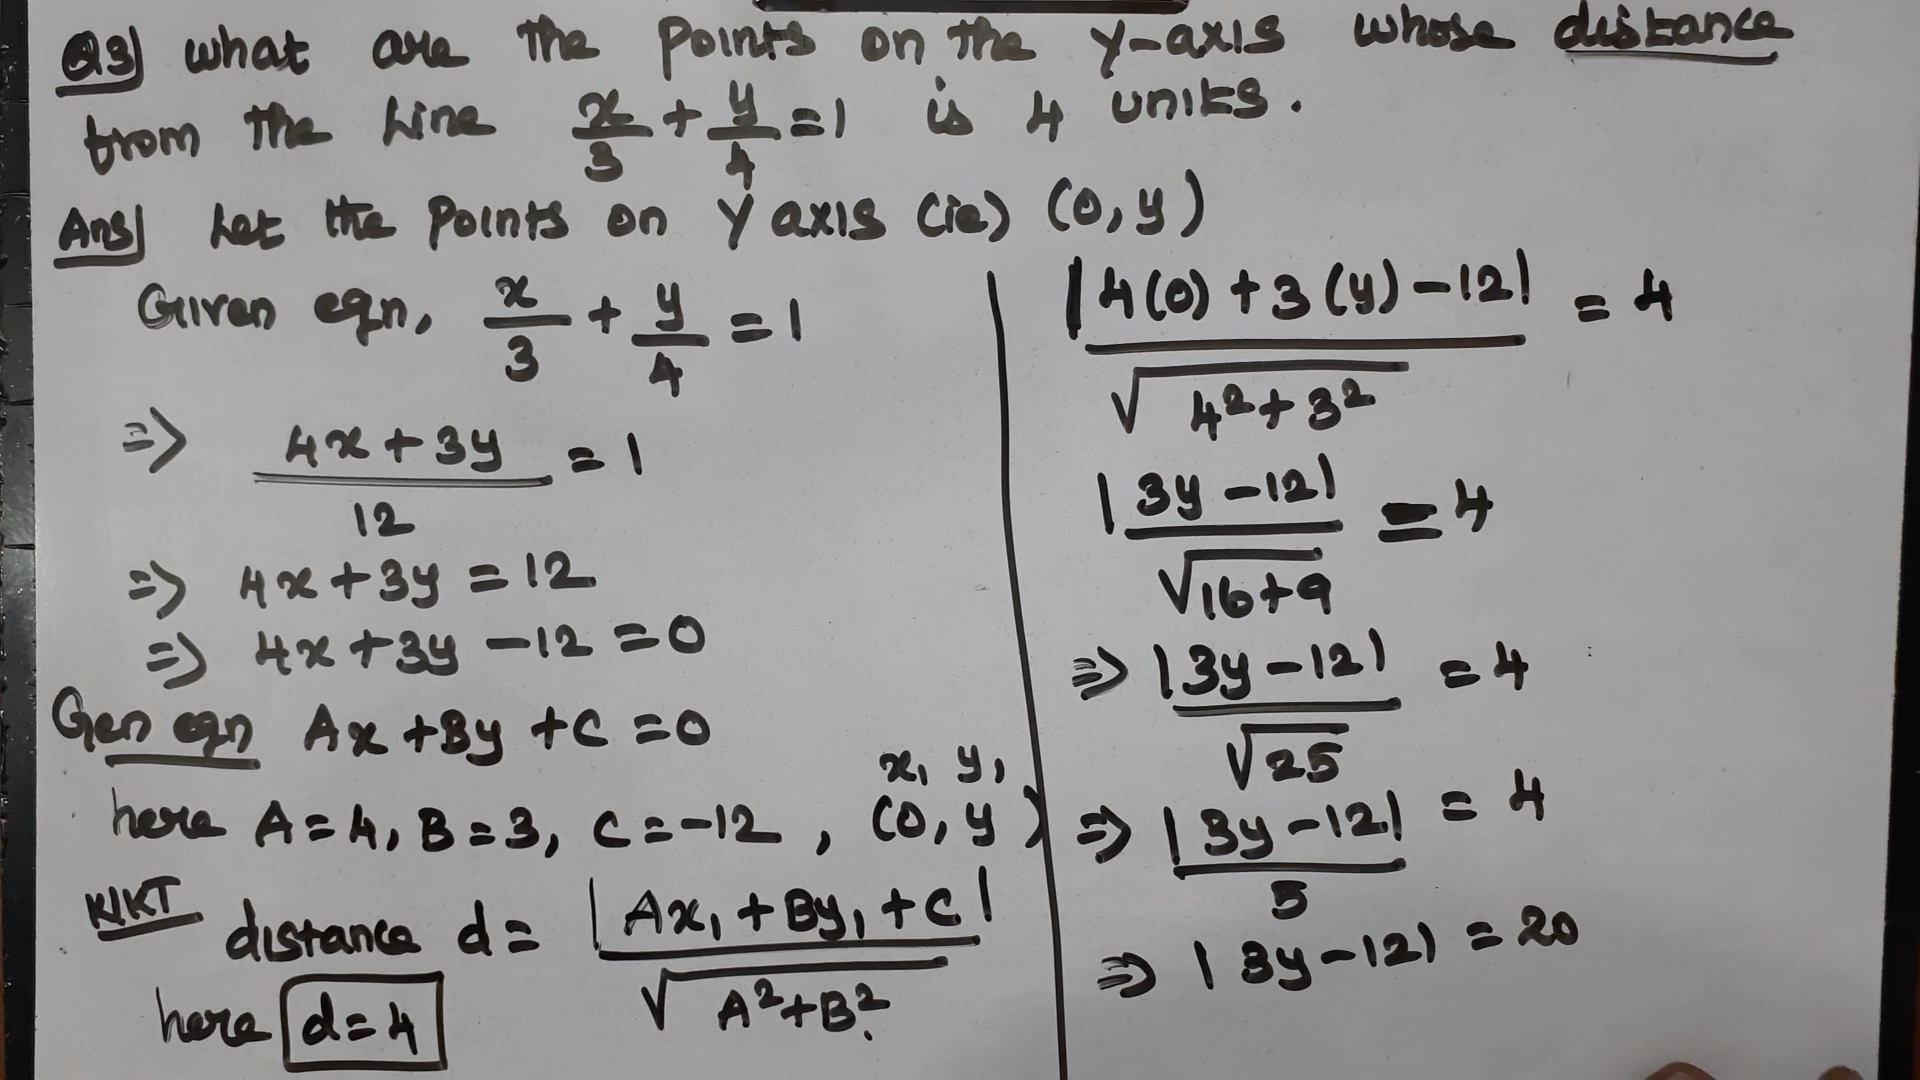 Q3) What are the points on the y-axis whose distance
from the Line x/3 + y/4 = 1 is 4 units.
Ans) Let the points on Y axis (ie) (0, y)
Given eqn, x/3 + y/4 = 1
=> (4x + 3y)/12 = 1
=> 4x + 3y = 12
=> 4x + 3y - 12 = 0
Gen eqn Ax + By + C = 0
x₁ y₁
here A = 4, B = 3, C = -12, (0, y)
WKT distance d = |Ax₁ + By₁ + C| / √(A² + B²)
here d = 4
|4(0) + 3(y) - 12| / √(4² + 3²) = 4
|3y - 12| / √(16 + 9) = 4
=> |3y - 12| / √25 = 4
=> |3y - 12| / 5 = 4
=> |3y - 12| = 20